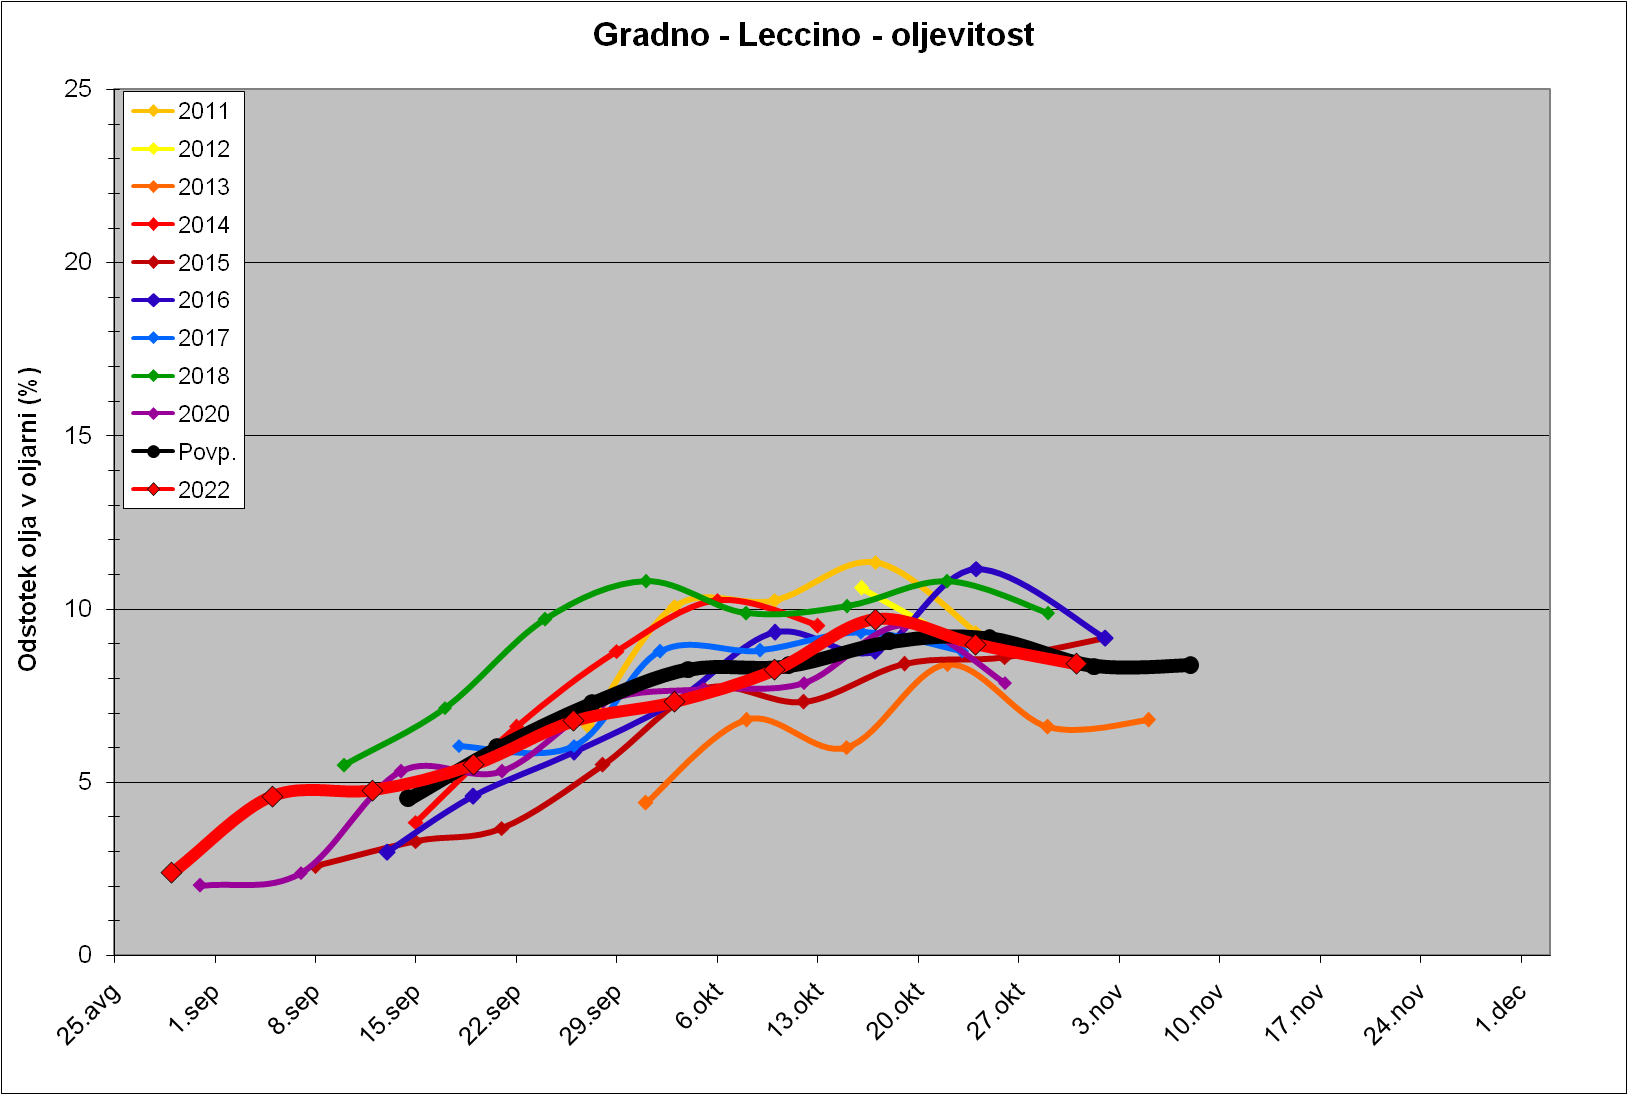 Gradno - Leccino - oljevitost
Odstotek olja v oljarni (%)
25
20
15
10
5
0
2011
2012
2013
2014
2015
2016
2017
2018
2020
Povp.
2022
25.avg
1.sep
8.sep
15.sep
22.sep
29.sep
6.okt
13.okt
20.okt
27.okt
3.nov
10.nov
17.nov
24.nov
1.dec